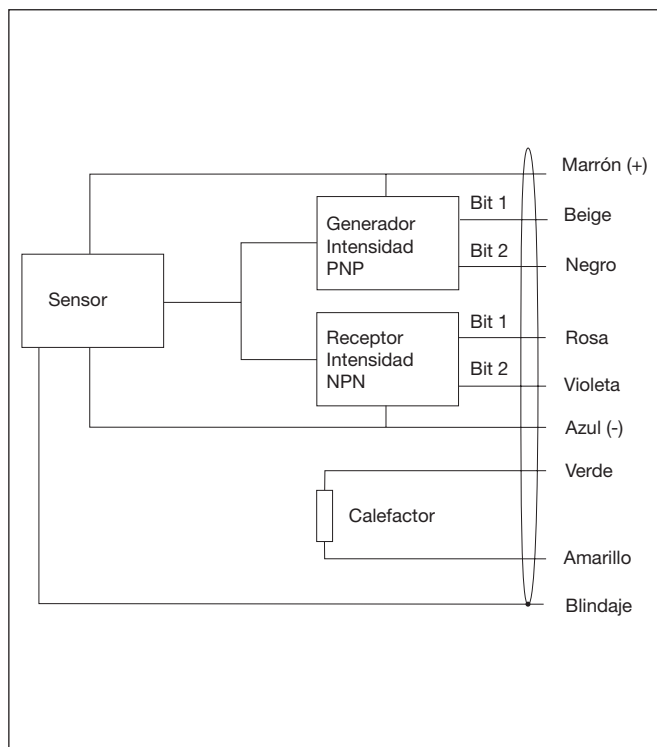 Marrón (+)
Bit 1
Beige
Generador
Intensidad
PNP
Bit 2
Negro
Sensor
Bit 1
Rosa
Receptor
Intensidad
NPN
Bit 2
Violeta
Azul (-)
Verde
Calefactor
Amarillo
Blindaje